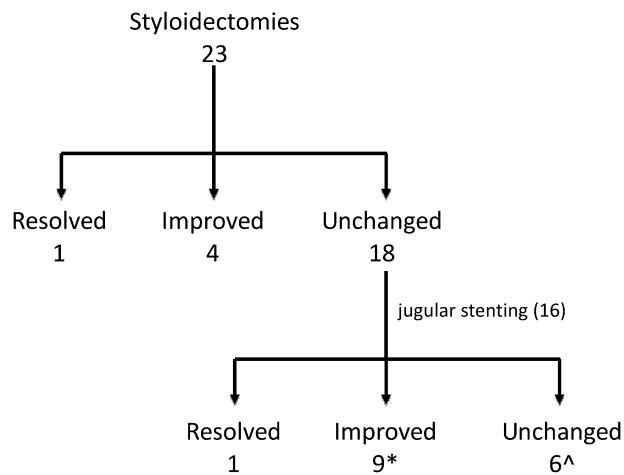 Styloidectomies
23
Resolved Improved Unchanged
1 4 18
jugular stenting (16)
Resolved Improved Unchanged
1 9* 6^